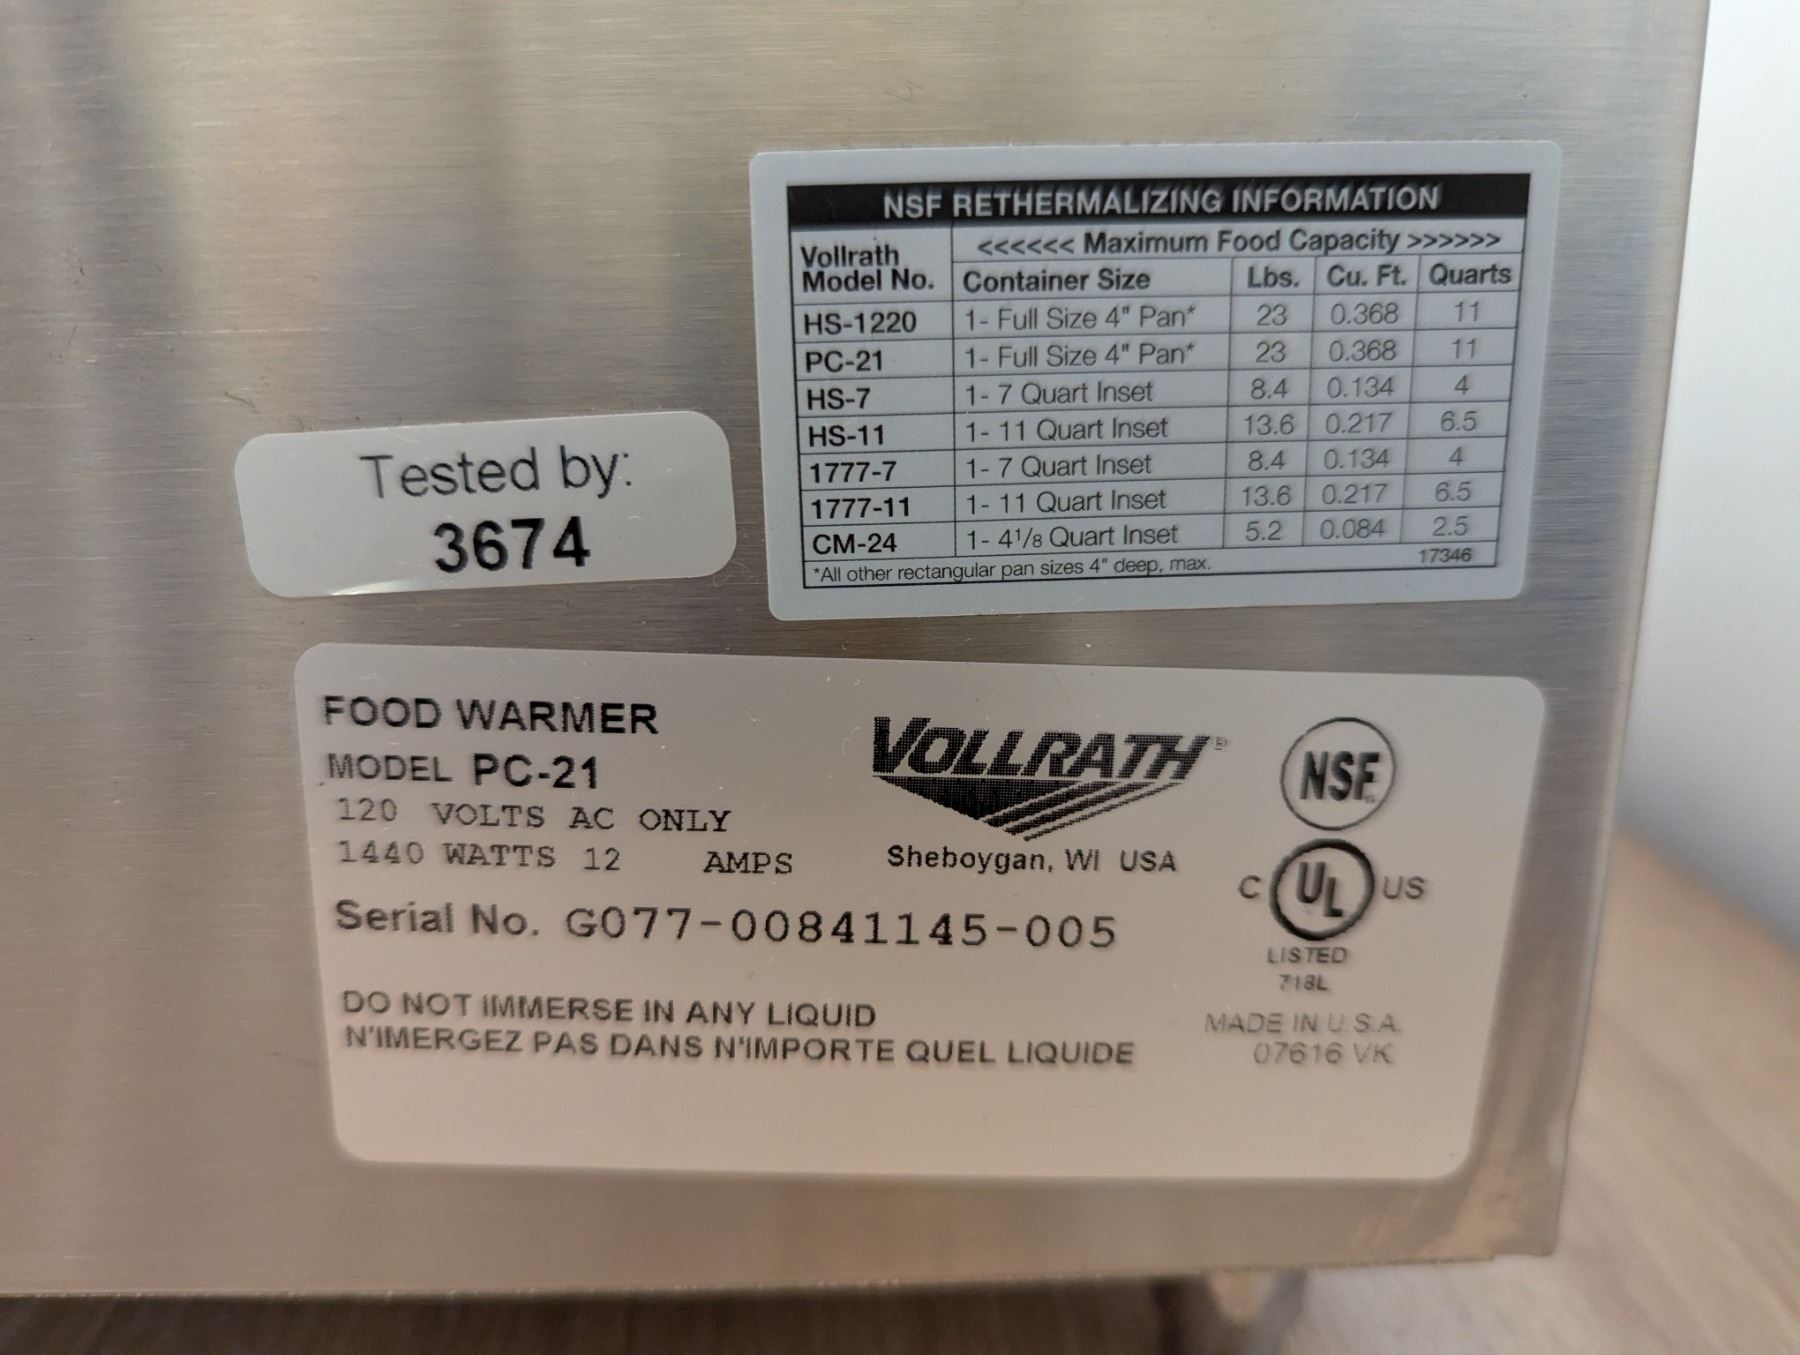 NSF RETHERMALIZING INFORMATION
Vollrath Model No. <<<<<< Maximum Food Capacity >>>>>>
Container Size Lbs. Cu. Ft. Quarts
HS-1220 1- Full Size 4" Pan* 23 0.368 11
PC-21 1- Full Size 4" Pan* 23 0.368 11
HS-7 1- 7 Quart Inset 8.4 0.134 4
HS-11 1- 11 Quart Inset 13.6 0.217 6.5
1777-7 1- 7 Quart Inset 8.4 0.134 4
1777-11 1- 11 Quart Inset 13.6 0.217 6.5
CM-24 1- 4 1/8 Quart Inset 5.2 0.084 2.5
*All other rectangular pan sizes 4" deep, max. 17346
Tested by:
3674
FOOD WARMER
MODEL PC-21
120 VOLTS AC ONLY
1440 WATTS 12 AMPS
Serial No. G077-00841145-005
DO NOT IMMERSE IN ANY LIQUID
N'IMERGEZ PAS DANS N'IMPORTE QUEL LIQUIDE
VOLLRATH®
Sheboygan, WI USA
NSF
C UL US
LISTED
718L
MADE IN U.S.A.
07616 VK